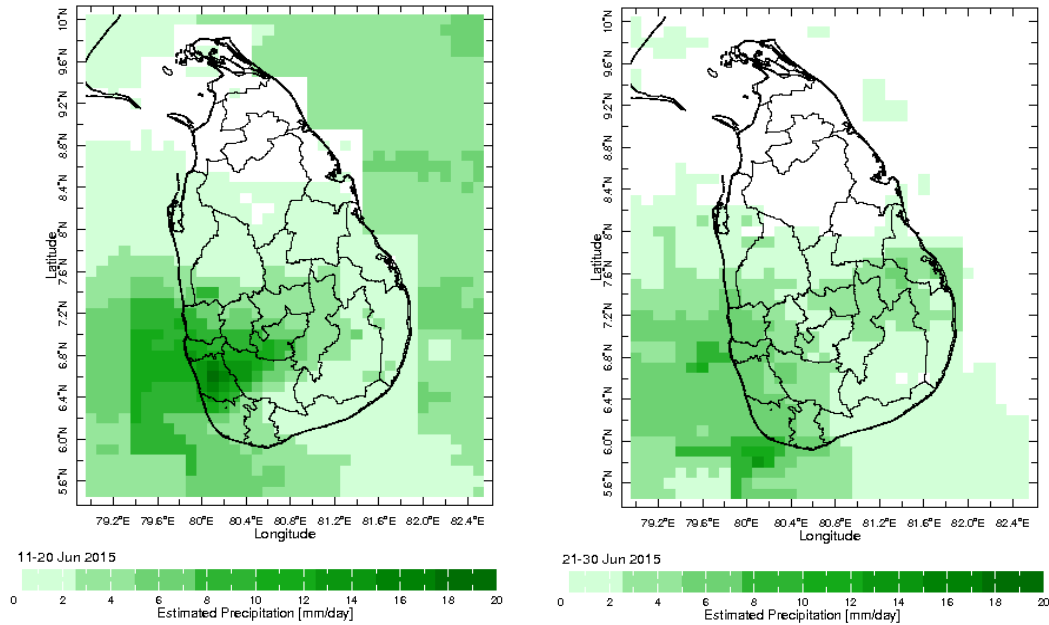 10°N
9.6°N
9.2°N
8.8°N
8.4°N
8°N
7.6°N
7.2°N
6.8°N
6.4°N
6.0°N
5.6°N
Latitude
79.2°E 79.6°E 80°E 80.4°E 80.8°E 81.2°E 81.6°E 82.0°E 82.4°E
Longitude
11-20 Jun 2015
0 2 4 6 8 10 12 14 16 18 20
Estimated Precipitation [mm/day]
10°N
9.6°N
9.2°N
8.8°N
8.4°N
8°N
7.6°N
7.2°N
6.8°N
6.4°N
6.0°N
5.6°N
Latitude
79.2°E 79.6°E 80°E 80.4°E 80.8°E 81.2°E 81.6°E 82.0°E 82.4°E
Longitude
21-30 Jun 2015
0 2 4 6 8 10 12 14 16 18 20
Estimated Precipitation [mm/day]